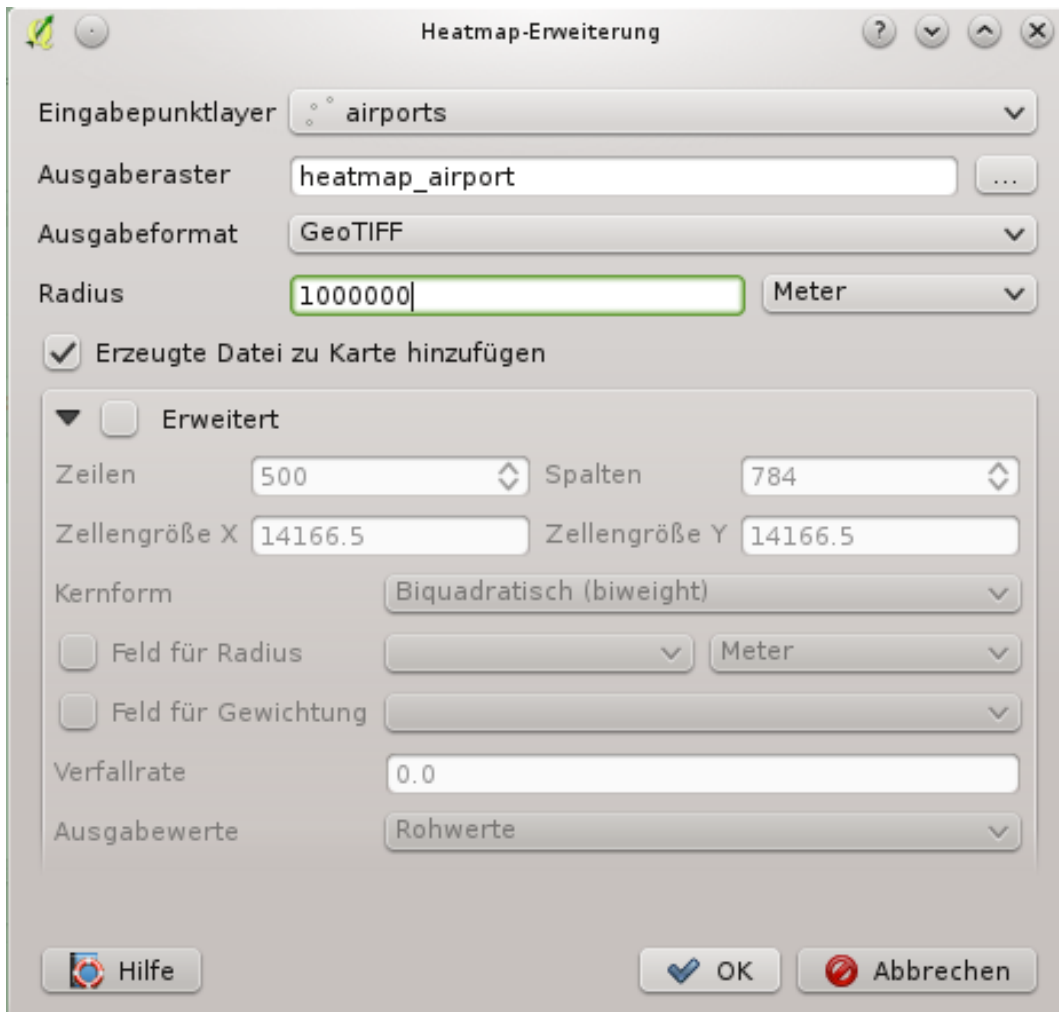 Heatmap-Erweiterung
Eingabepunktlayer airports
Ausgaberaster heatmap_airport ...
Ausgabeformat GeoTIFF
Radius 1000000 Meter
Erzeugte Datei zu Karte hinzufügen
Erweitert
Zeilen 500 Spalten 784
Zellengröße X 14166.5 Zellengröße Y 14166.5
Kernform Biquadratisch (biweight)
Feld für Radius Meter
Feld für Gewichtung
Verfallrate 0.0
Ausgabewerte Rohwerte
Hilfe OK Abbrechen